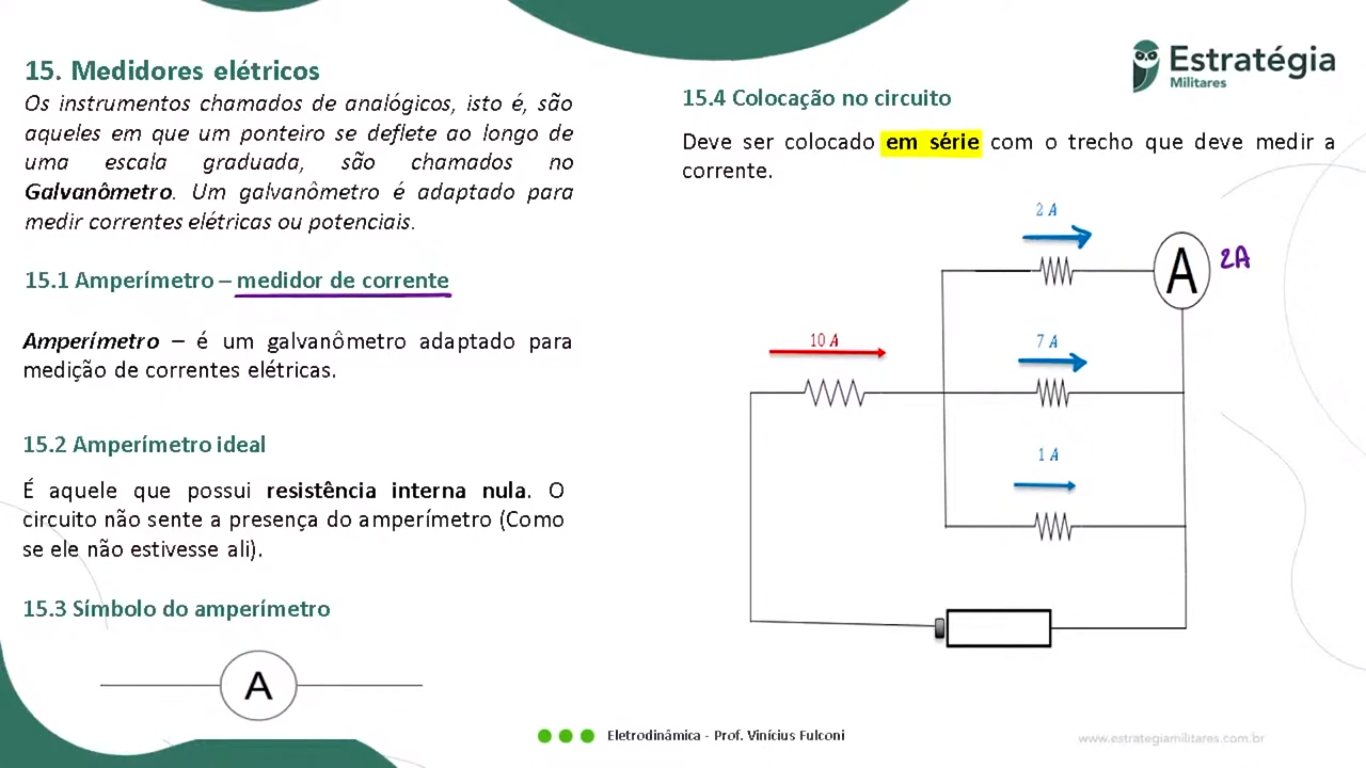 15. Medidores elétricos
Os instrumentos chamados de analógicos, isto é, são
aqueles em que um ponteiro se deflete ao longo de
uma escala graduada, são chamados no
Galvanômetro. Um galvanômetro é adaptado para
medir correntes elétricas ou potenciais.
15.1 Amperímetro – medidor de corrente
Amperímetro – é um galvanômetro adaptado para
medição de correntes elétricas.
15.2 Amperímetro ideal
É aquele que possui resistência interna nula. O
circuito não sente a presença do amperímetro (Como
se ele não estivesse ali).
15.3 Símbolo do amperímetro
A
Estratégia
Militares
15.4 Colocação no circuito
Deve ser colocado em série com o trecho que deve medir a
corrente.
2 A
A
2A
10 A
7 A
1 A
Eletrodinâmica - Prof. Vinícius Fulconi
www.estrategiamilitares.com.br